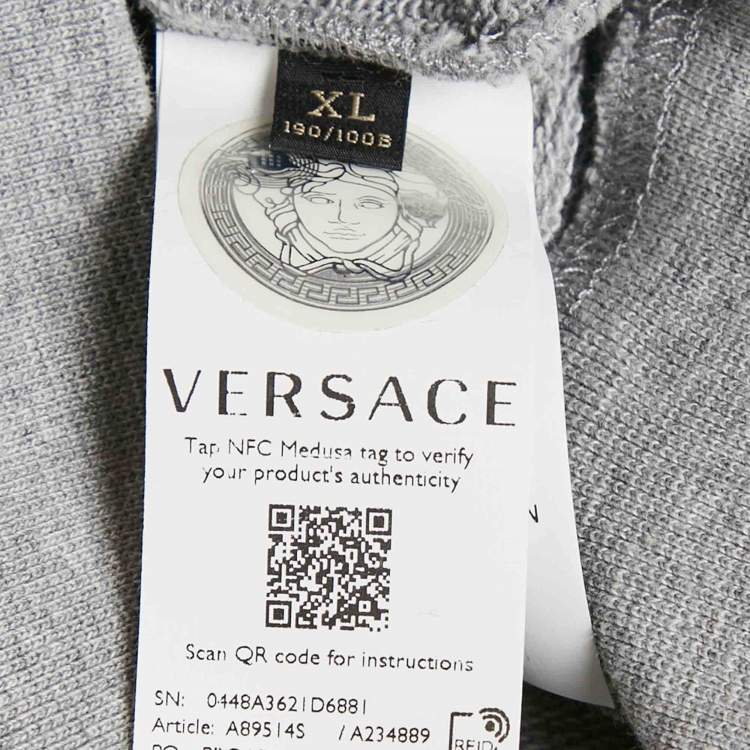 XL
190/100B
VERSACE
Tap NFC Medusa tag to verify
your product's authenticity
Scan QR code for instructions
SN: 0448A3621D6881
Article: A89514S /A234889
RFID
N